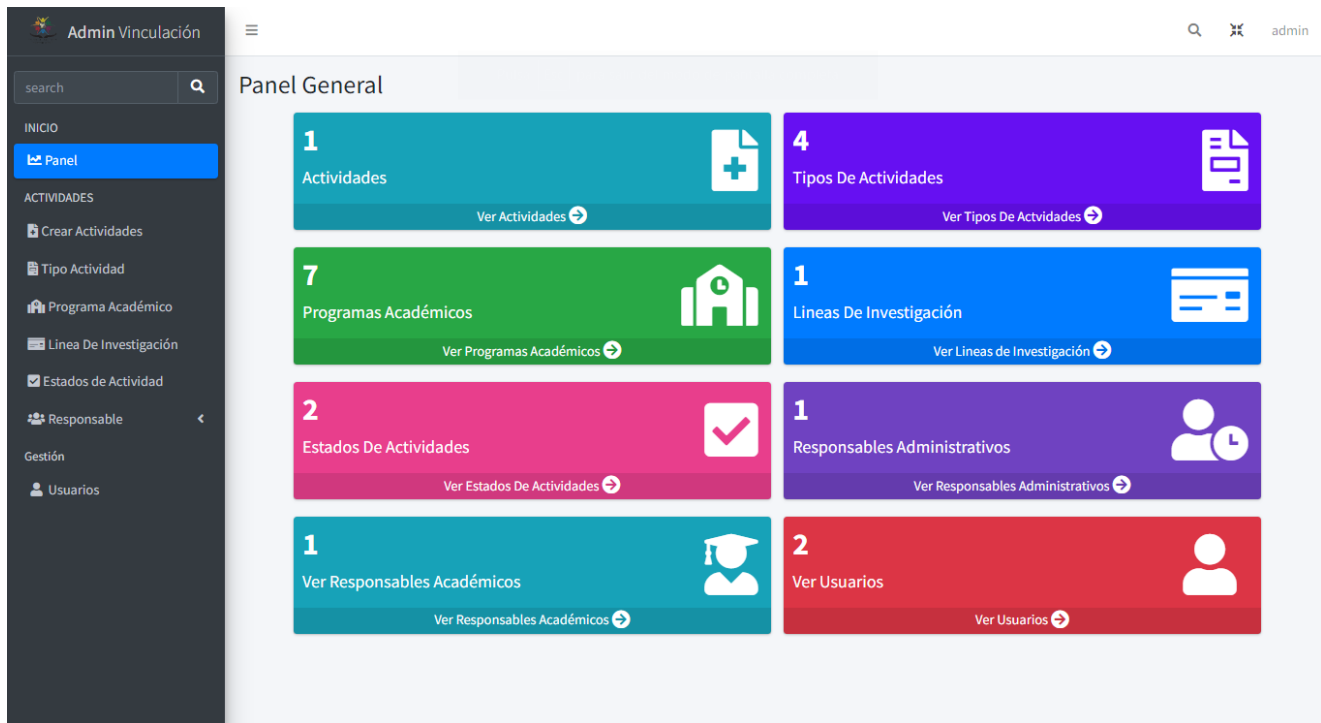 Admin Vinculación
admin
search
Panel General
INICIO
Panel
ACTIVIDADES
Crear Actividades
Tipo Actividad
Programa Académico
Linea De Investigación
Estados de Actividad
Responsable
Gestión
Usuarios
1
Actividades
Ver Actividades
4
Tipos De Actividades
Ver Tipos De Actvidades
7
Programas Académicos
Ver Programas Académicos
1
Lineas De Investigación
Ver Lineas de Investigación
2
Estados De Actividades
Ver Estados De Actividades
1
Responsables Administrativos
Ver Responsables Administrativos
1
Ver Responsables Académicos
Ver Responsables Académicos
2
Ver Usuarios
Ver Usuarios